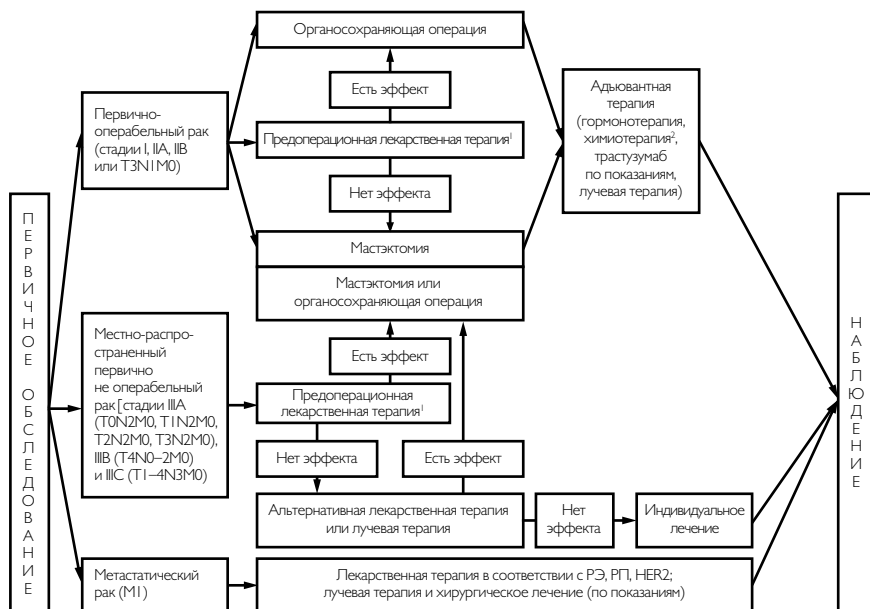 ПЕРВИЧНОЕ ОБСЛЕДОВАНИЕ
Первично-
операбельный рак
(стадии I, IIA, IIB
или T3N1M0)
Органосохраняющая операция
Есть эффект
Предоперационная лекарственная терапия¹
Нет эффекта
Мастэктомия
Мастэктомия или
органосохраняющая операция
Адъювантная
терапия
(гормонотерапия,
химиотерапия²,
трастузумаб
по показаниям,
лучевая терапия)
Местно-распро-
страненный
первично
не операбельный
рак [стадии IIIA
(T0N2M0, T1N2M0,
T2N2M0, T3N2M0),
IIIB (T4N0–2M0)
и IIIC (T1–4N3M0)
Есть эффект
Предоперационная
лекарственная терапия¹
Нет эффекта
Есть эффект
Альтернативная лекарственная терапия
или лучевая терапия
Нет
эффекта
Индивидуальное
лечение
Метастатический
рак (M1)
Лекарственная терапия в соответствии с РЭ, РП, HER2;
лучевая терапия и хирургическое лечение (по показаниям)
НАБЛЮДЕНИЕ